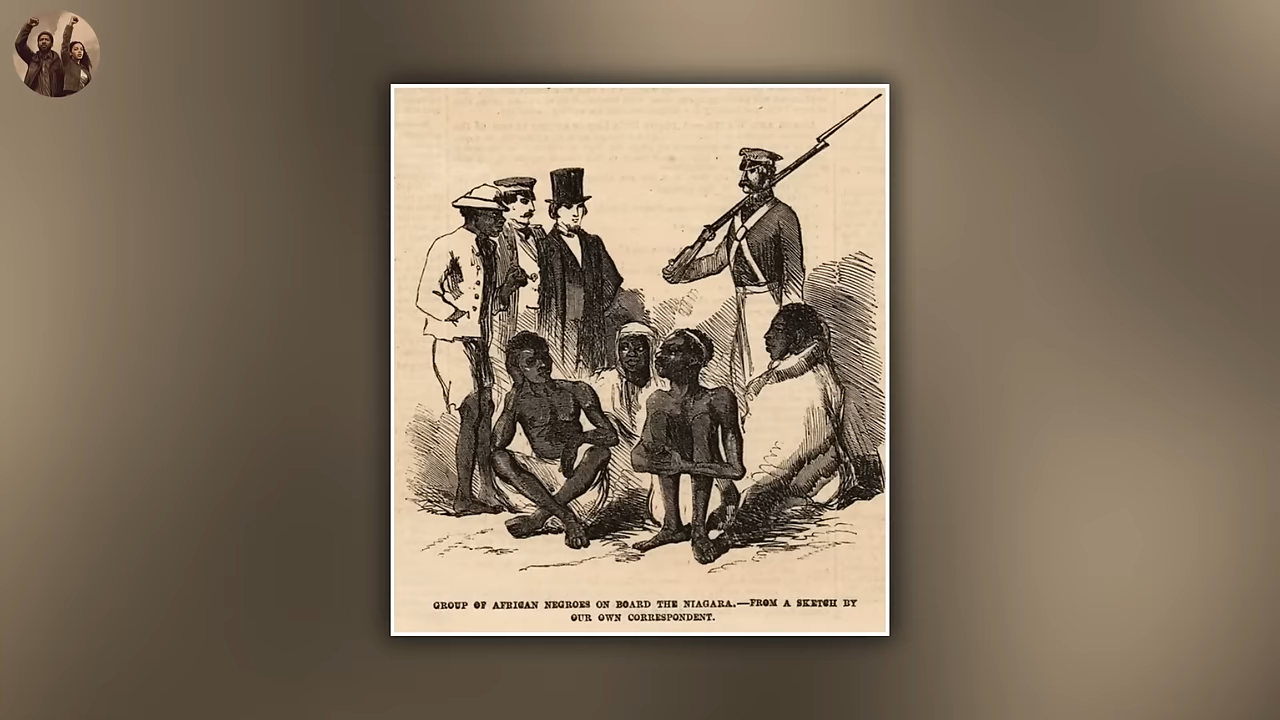 GROUP OF AFRICAN NEGROES ON BOARD THE NIAGARA.—FROM A SKETCH BY
OUR OWN CORRESPONDENT.